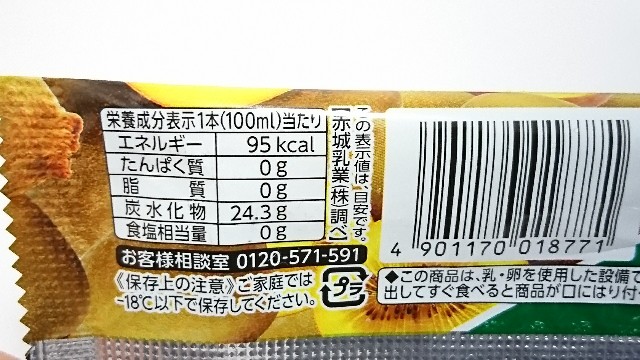 栄養成分表示1本(100ml)当たり
エネルギー 95kcal
たんぱく質 0g
脂質 0g
炭水化物 24.3g
食塩相当量 0g
この表示値は、目安です。
【赤城乳業(株)調べ】
お客様相談室 0120-571-591
《保存上の注意》ご家庭では
-18℃以下で保存してください。
プラ
4 901170 018771
◆この商品は、乳・卵を使用した設備
出してすぐ食べると商品が口にはり付